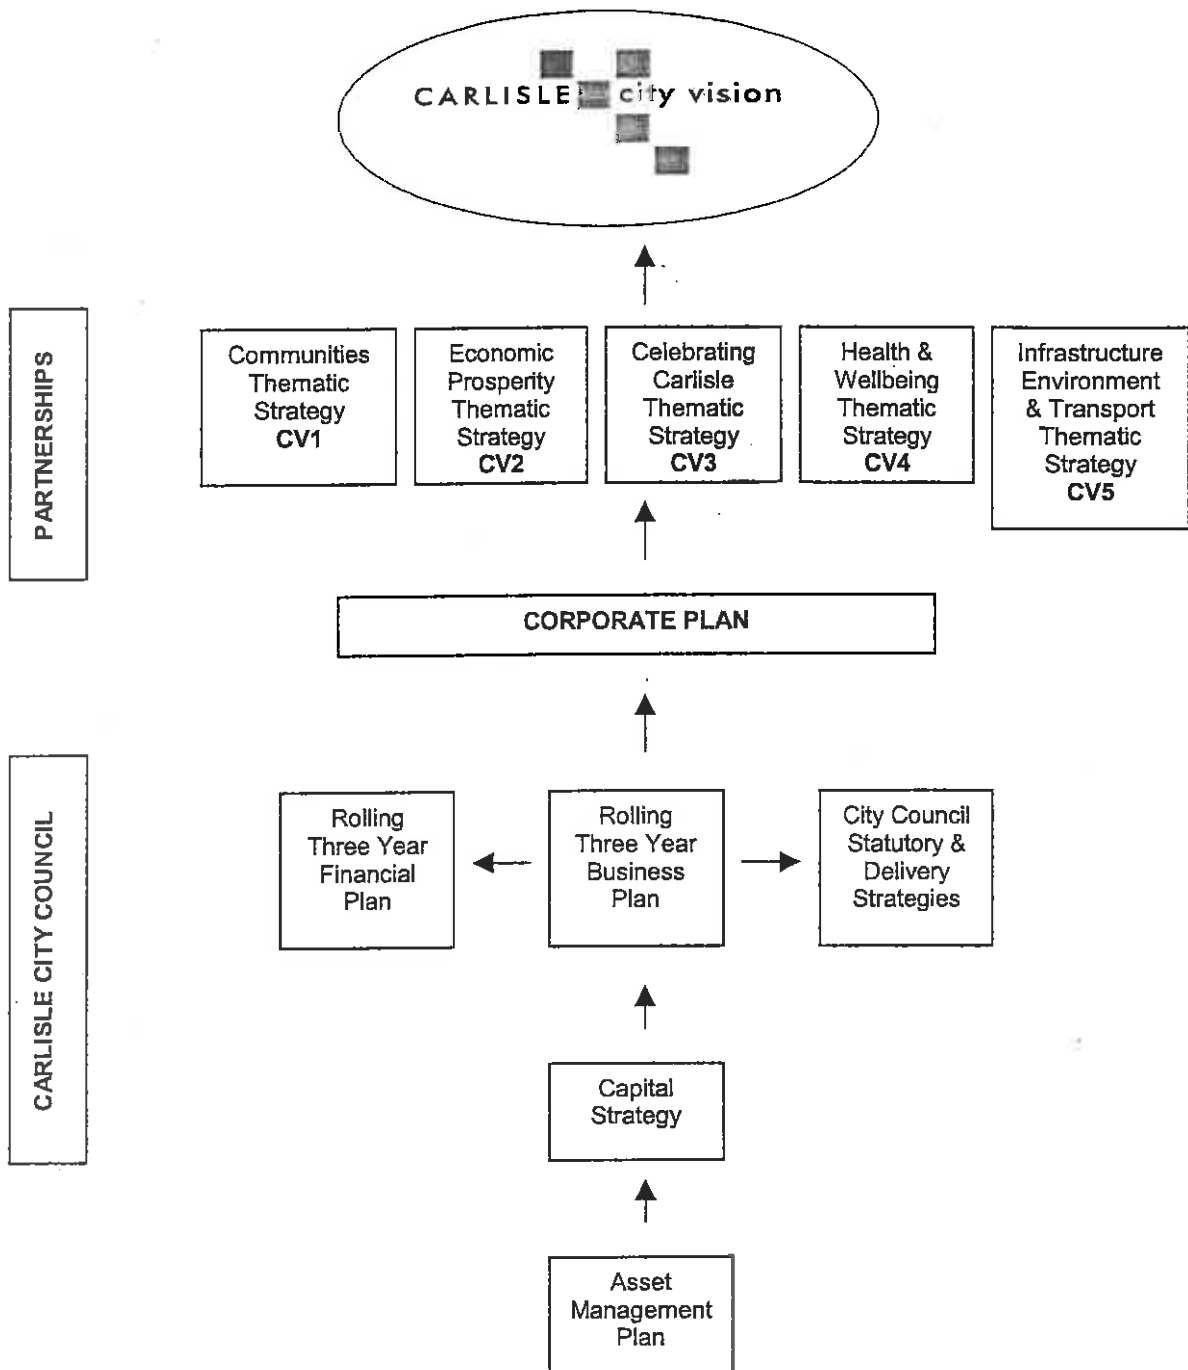 CARLISLE city vision
PARTNERSHIPS
Communities
Thematic
Strategy
CV1
Economic
Prosperity
Thematic
Strategy
CV2
Celebrating
Carlisle
Thematic
Strategy
CV3
Health &
Wellbeing
Thematic
Strategy
CV4
Infrastructure
Environment
& Transport
Thematic
Strategy
CV5
CORPORATE PLAN
CARLISLE CITY COUNCIL
Rolling
Three Year
Financial
Plan
Rolling
Three Year
Business
Plan
City Council
Statutory &
Delivery
Strategies
Capital
Strategy
Asset
Management
Plan